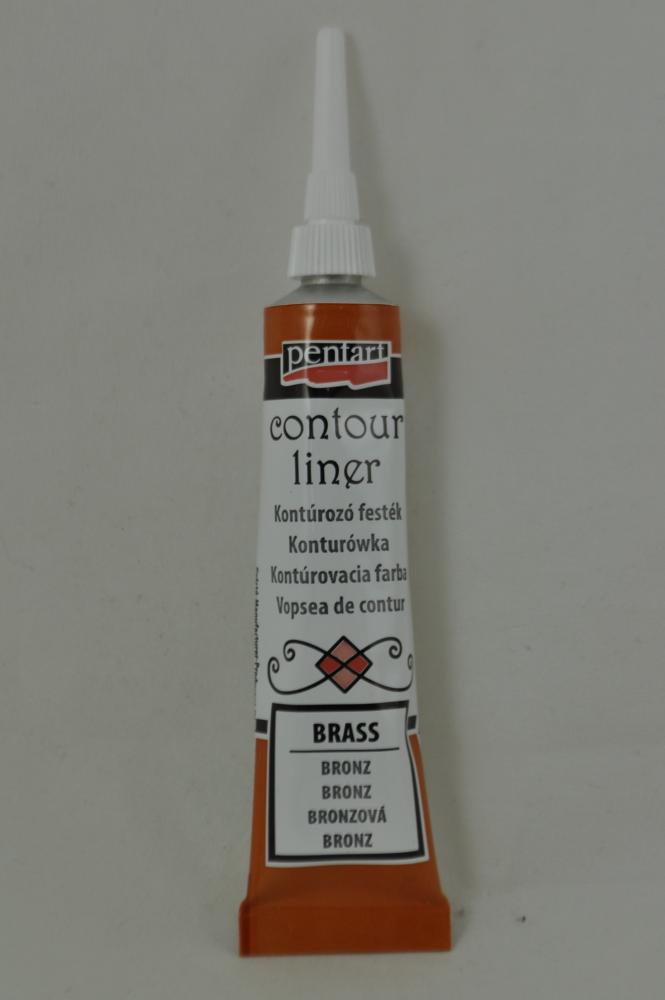 pentart
contour
liner
Kontúrozó festék
Konturówka
Kontúrovacia farba
Vopsea de contur
BRASS
BRONZ
BRONZ
BRONZOVÁ
BRONZ